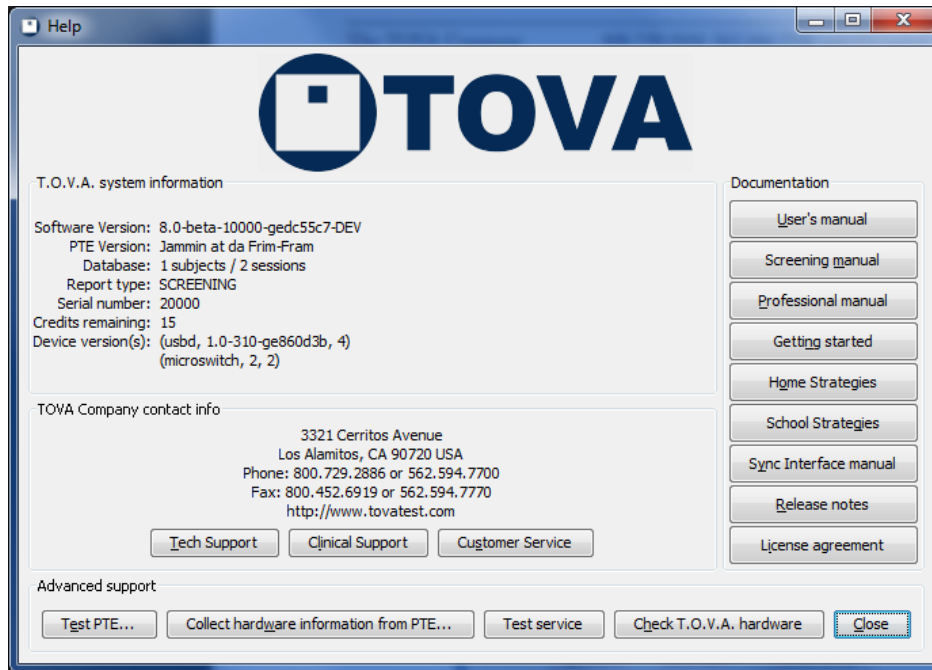 Help
TOVA
T.O.V.A. system information
Software Version: 8.0-beta-10000-gedc55c7-DEV
PTE Version: Jammin at da Frim-Fram
Database: 1 subjects / 2 sessions
Report type: SCREENING
Serial number: 20000
Credits remaining: 15
Device version(s): (usbd, 1.0-310-ge860d3b, 4)
(microswitch, 2, 2)
TOVA Company contact info
3321 Cerritos Avenue
Los Alamitos, CA 90720 USA
Phone: 800.729.2886 or 562.594.7700
Fax: 800.452.6919 or 562.594.7770
http://www.tovatest.com
Tech Support Clinical Support Customer Service
Documentation
User's manual
Screening manual
Professional manual
Getting started
Home Strategies
School Strategies
Sync Interface manual
Release notes
License agreement
Advanced support
Test PTE... Collect hardware information from PTE... Test service Check T.O.V.A. hardware Close